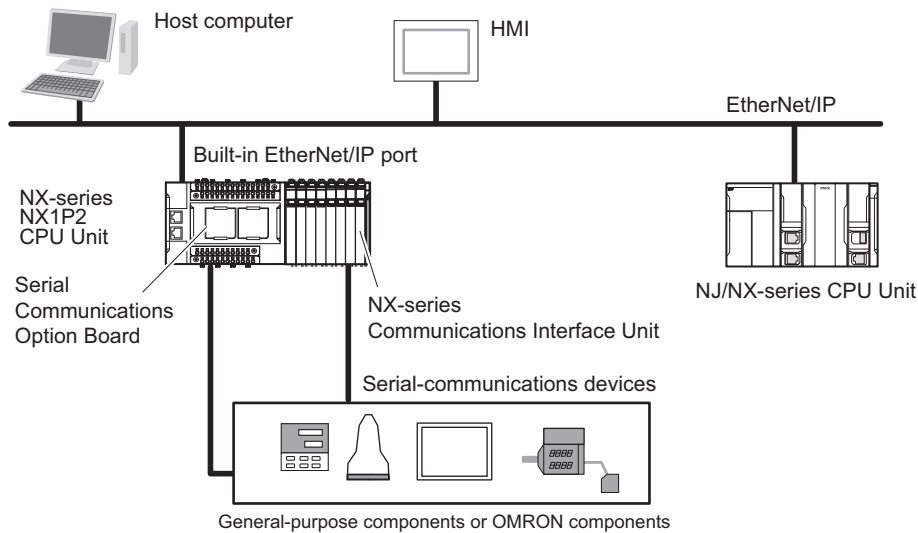 Host computer
HMI
EtherNet/IP
Built-in EtherNet/IP port
NX-series
NX1P2
CPU Unit
Serial
Communications
Option Board
NX-series
Communications Interface Unit
NJ/NX-series CPU Unit
Serial-communications devices
8888
8888
General-purpose components or OMRON components